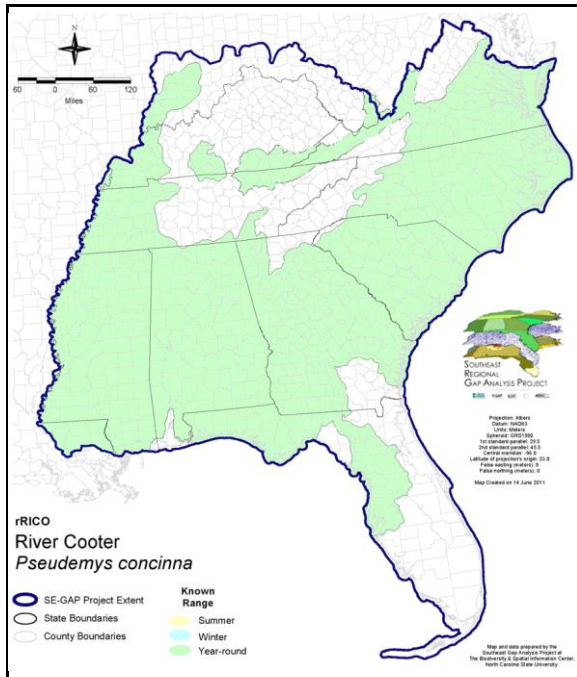 N
60 0 60 120
Miles
SOUTHEAST
REGIONAL
GAP ANALYSIS PROJECT
Projection: Albers
Datum: NAD83
Units: Meters
Spheroid: GRS1980
1st standard parallel: 29.5
2nd standard parallel: 45.5
Central meridian: -96.0
Latitude of projection's origin: 23.0
False easting (meters): 0
False northing (meters): 0
Map Created on 14 June 2011
rRICO
River Cooter
Pseudemys concinna
SE-GAP Project Extent
State Boundaries
County Boundaries
Known
Range
Summer
Winter
Year-round
Map and data prepared by the
Southeast Gap Analysis Project at
The Biodiversity & Spatial Information Center,
North Carolina State University.